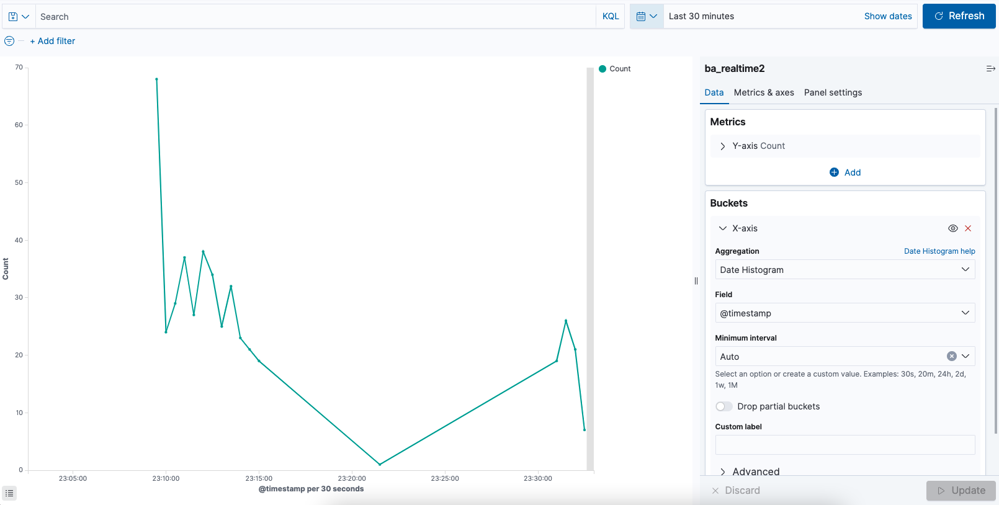 Search
KQL
Last 30 minutes
Show dates
Refresh
+ Add filter
70
60
50
40
30
20
10
0
Count
23:05:00
23:10:00
23:15:00
23:20:00
23:25:00
23:30:00
@timestamp per 30 seconds
Count
ba_realtime2
Data
Metrics & axes
Panel settings
Metrics
Y-axis Count
Add
Buckets
X-axis
Aggregation
Date Histogram help
Date Histogram
Field
@timestamp
Minimum interval
Auto
Select an option or create a custom value. Examples: 30s, 20m, 24h, 2d,
1w, 1M
Drop partial buckets
Custom label
Advanced
Discard
Update